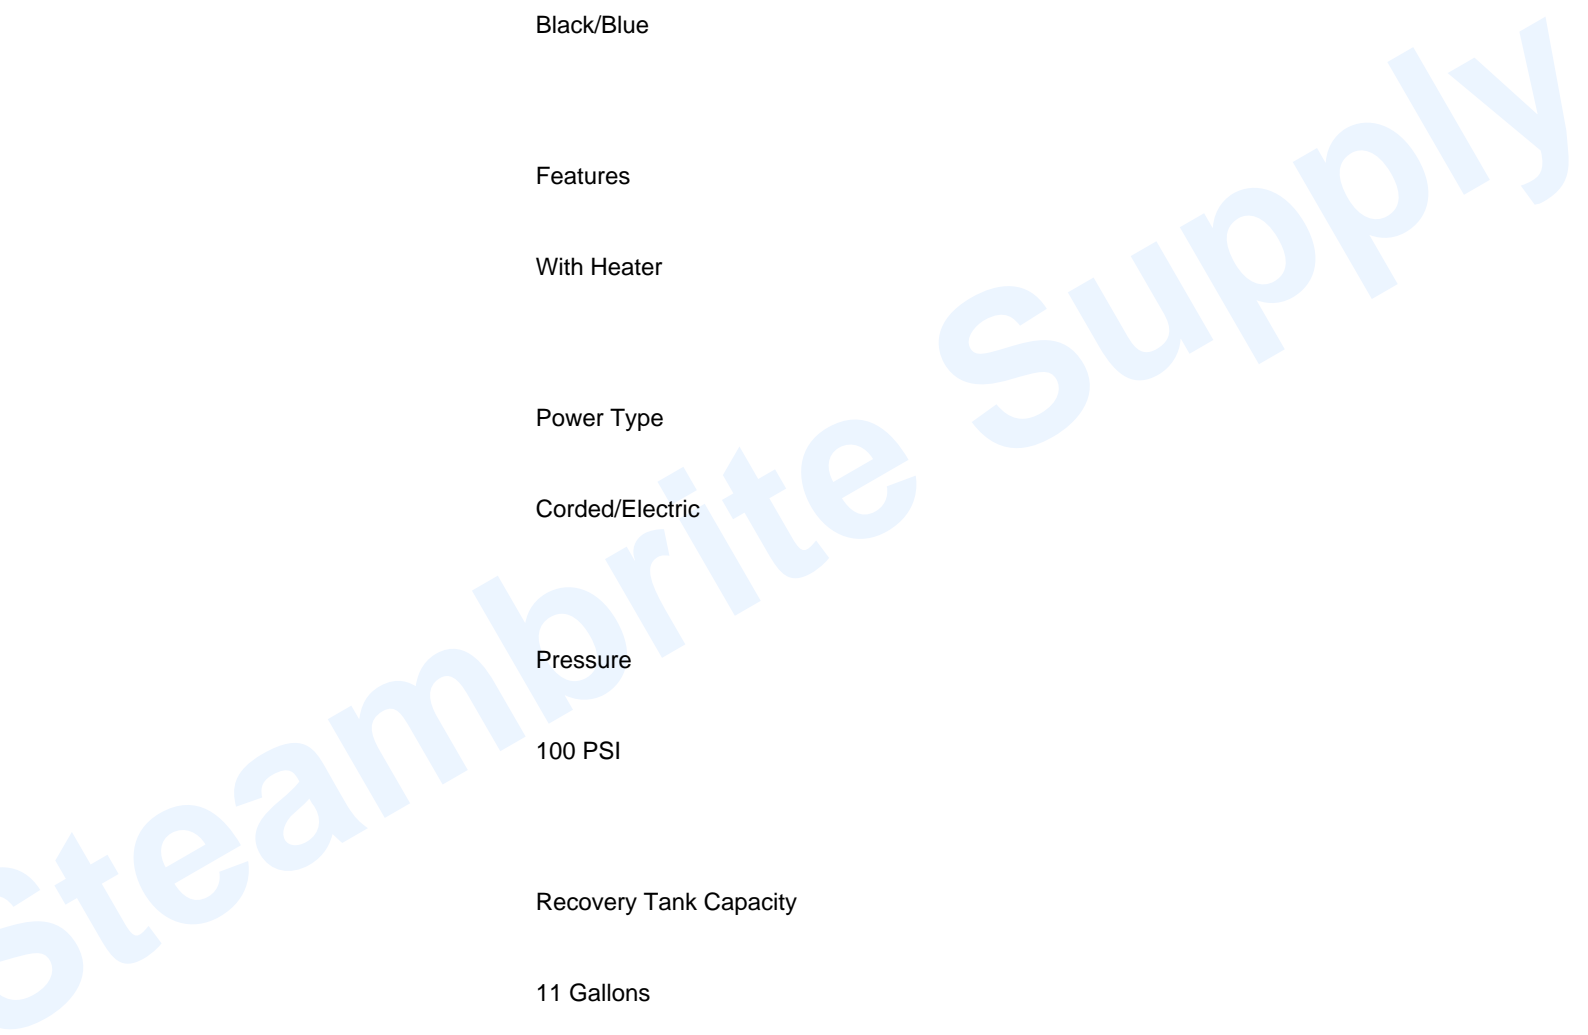 Black/Blue
Features
With Heater
Power Type
Corded/Electric
Pressure
100 PSI
Recovery Tank Capacity
11 Gallons
Steambrite Supply